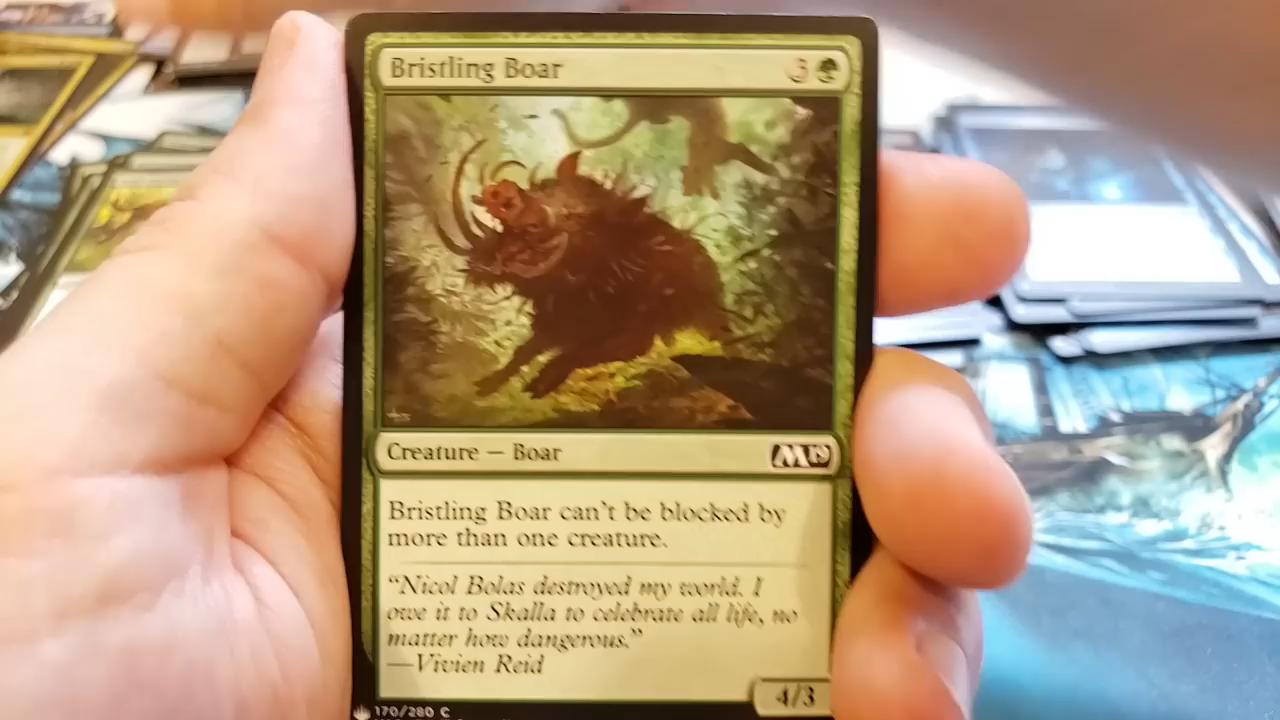 Bristling Boar 3
Creature — Boar M19
Bristling Boar can't be blocked by
more than one creature.
"Nicol Bolas destroyed my world. I
owe it to Skalla to celebrate all life, no
matter how dangerous."
—Vivien Reid
4/3
170/280 C